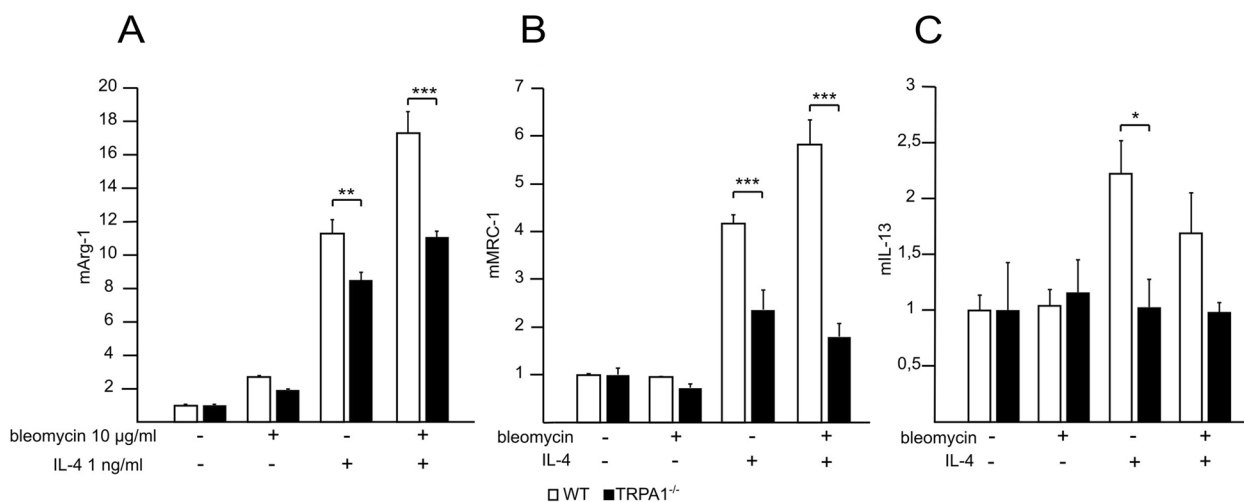 A
B
C
mArg-1
20
18
16
14
12
10
8
6
4
2
**
***
bleomycin 10 µg/ml - + - +
IL-4 1 ng/ml - - + +
mMRC-1
7
6
5
4
3
2
1
***
***
bleomycin - + - +
IL-4 - - + +
mIL-13
3
2,5
2
1,5
1
0,5
*
bleomycin - + - +
IL-4 - - + +
WT TRPA1-/-